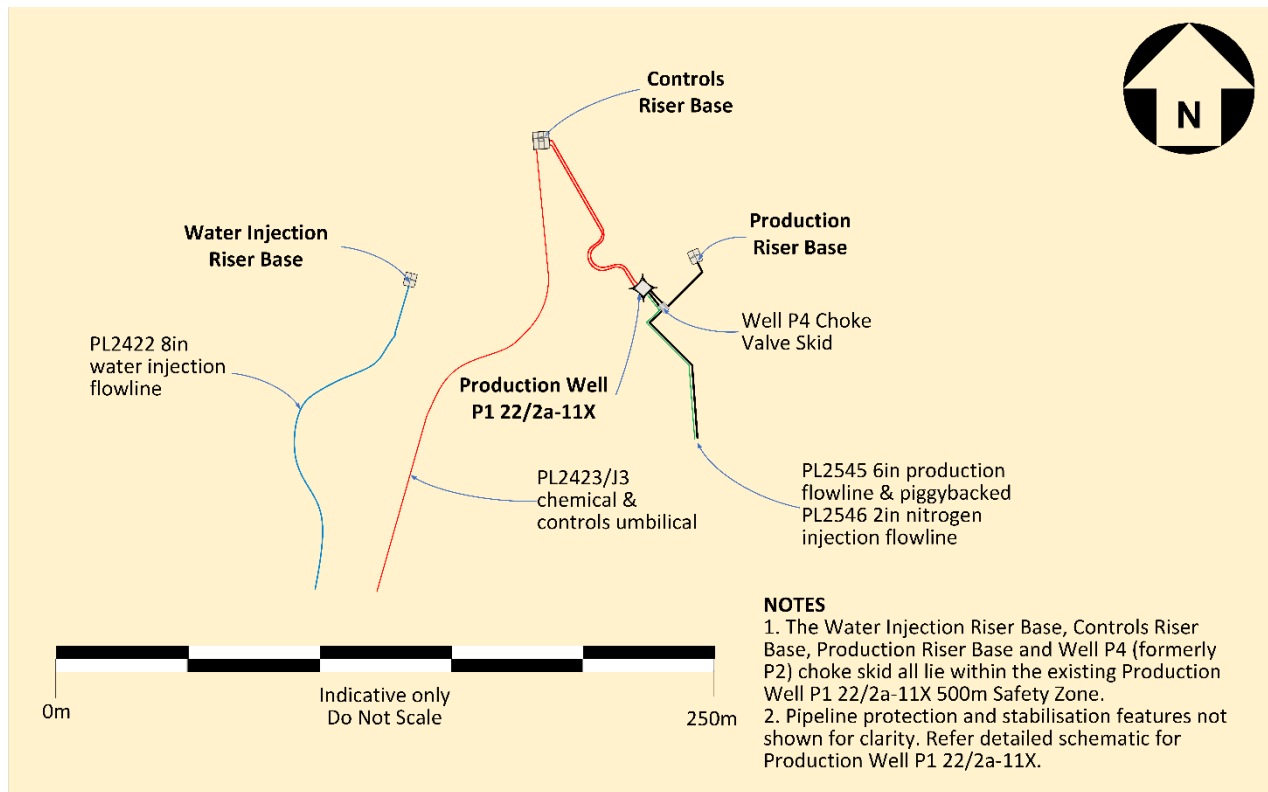 Controls
Riser Base
N
Water Injection
Riser Base
Production
Riser Base
PL2422 8in
water injection
flowline
Well P4 Choke
Valve Skid
Production Well
P1 22/2a-11X
PL2423/J3
chemical &
controls umbilical
PL2545 6in production
flowline & piggybacked
PL2546 2in nitrogen
injection flowline
NOTES
1. The Water Injection Riser Base, Controls Riser
Base, Production Riser Base and Well P4 (formerly
P2) choke skid all lie within the existing Production
Well P1 22/2a-11X 500m Safety Zone.
2. Pipeline protection and stabilisation features not
shown for clarity. Refer detailed schematic for
Production Well P1 22/2a-11X.
Indicative only
Do Not Scale
0m
250m